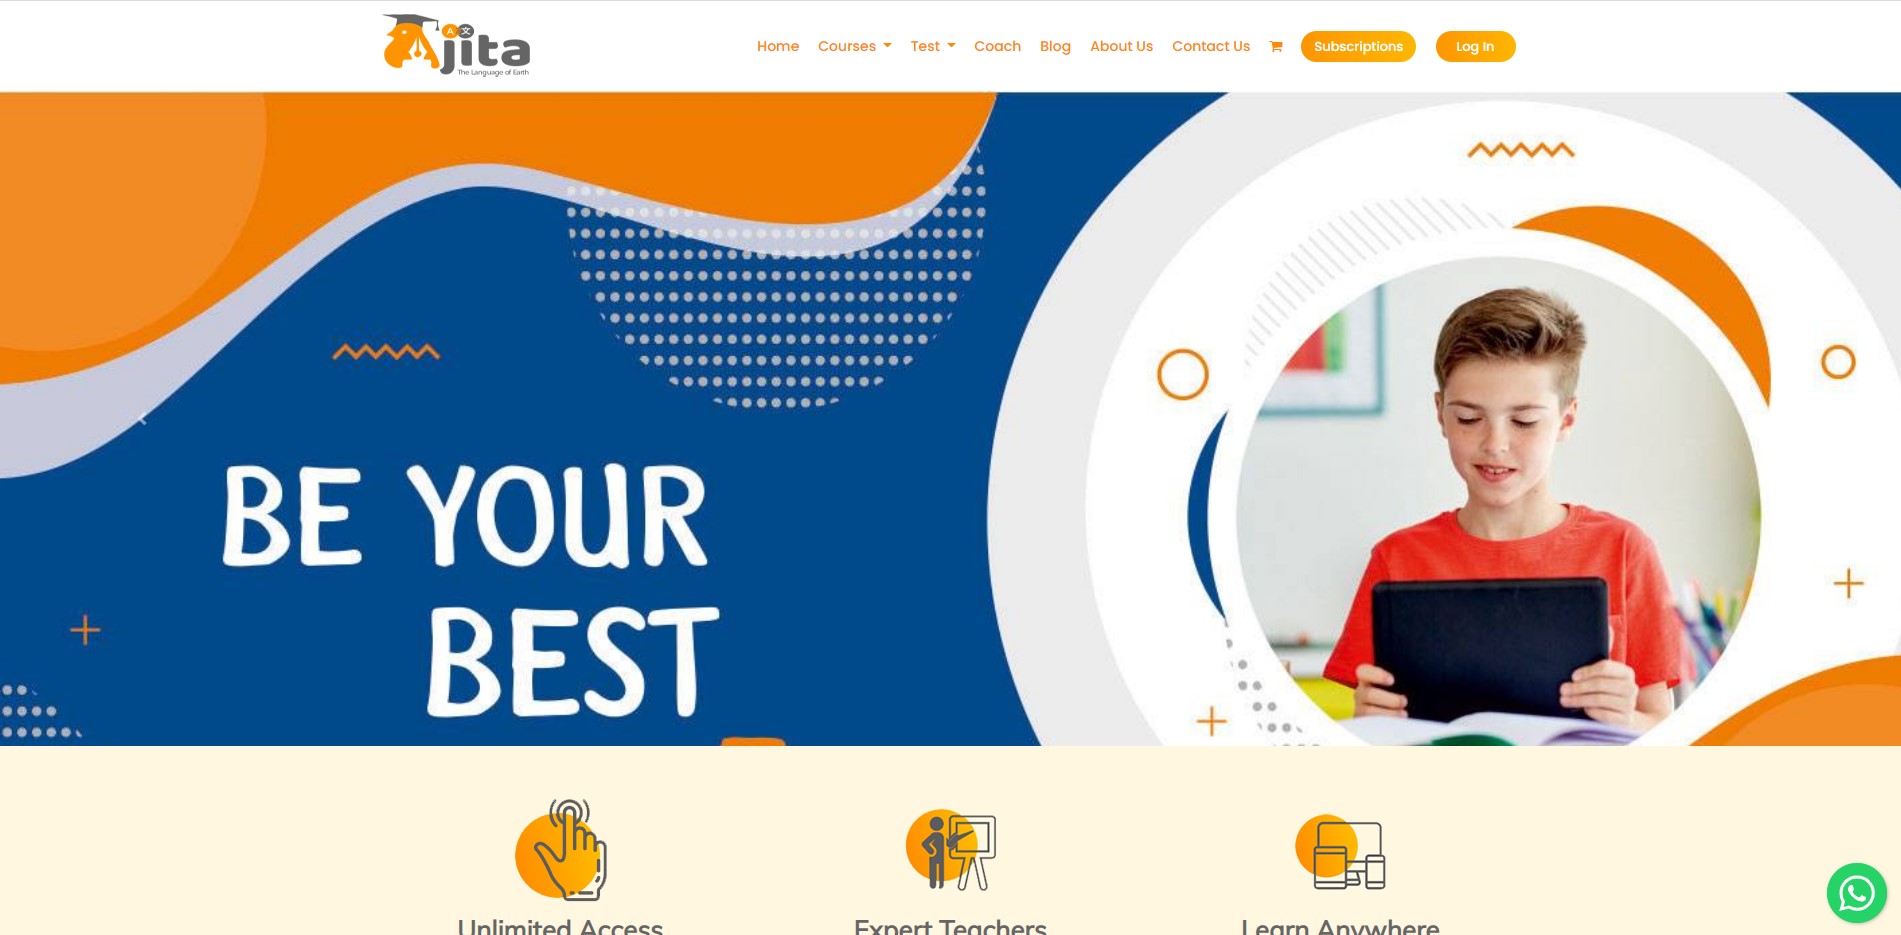 Ajita
The Language of Earth
Home Courses Test Coach Blog About Us Contact Us Subscriptions Log In
BE YOUR
BEST
Unlimited Access Expert Teachers Learn Anywhere